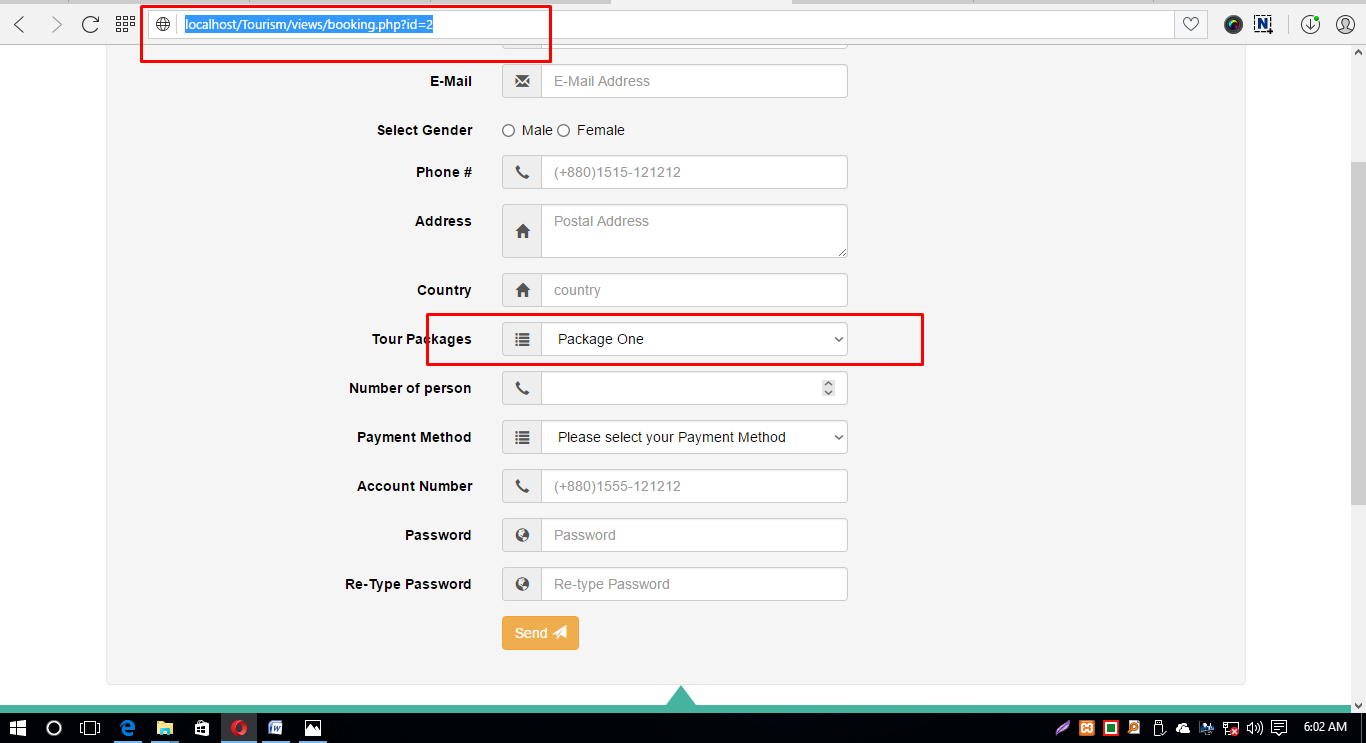 localhost/Tourism/views/booking.php?id=2
E-Mail E-Mail Address
Select Gender Male Female
Phone # (+880)1515-121212
Address Postal Address
Country country
Tour Packages Package One
Number of person
Payment Method Please select your Payment Method
Account Number (+880)1555-121212
Password Password
Re-Type Password Re-type Password
Send
6:02 AM